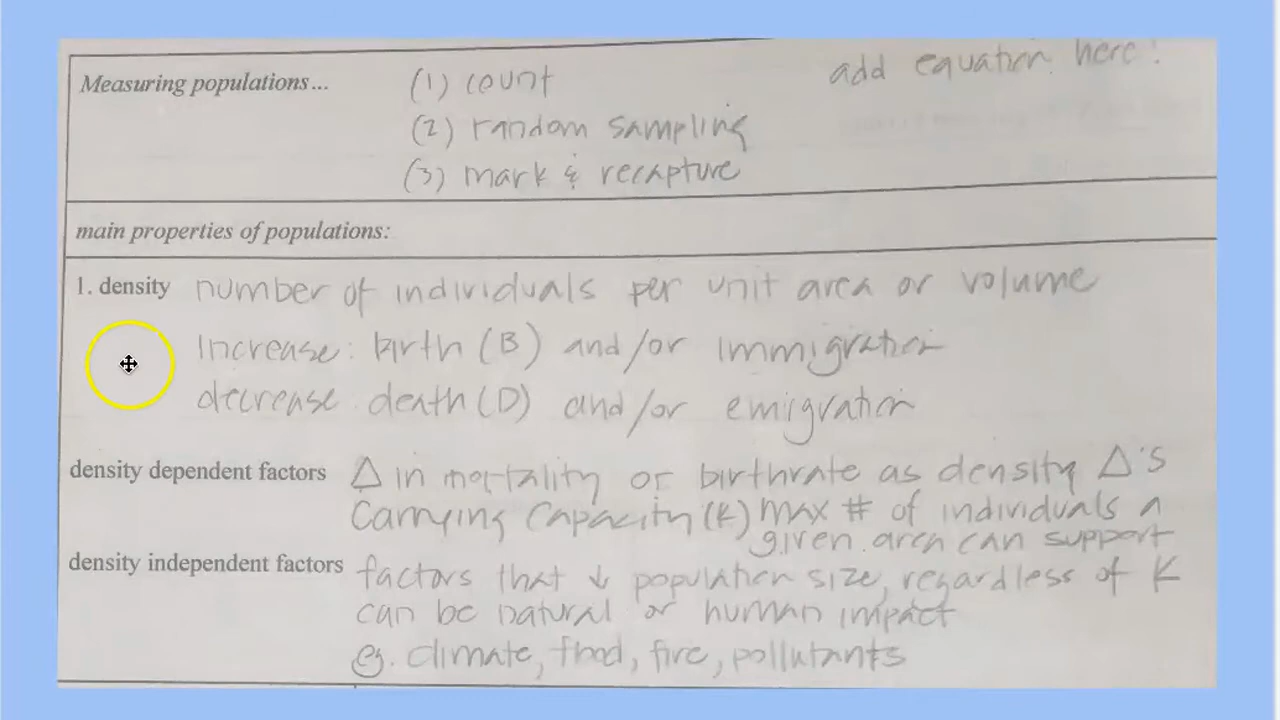 Measuring populations... (1) count add equation here!
(2) random sampling
(3) mark & recapture
main properties of populations:
1. density number of individuals per unit area or volume
Increase: birth (B) and/or immigration
decrease death (D) and/or emigration
density dependent factors Δ in mortality or birthrate as density Δ's
Carrying Capacity (K) max # of individuals a
given area can support
density independent factors factors that ↓ population size, regardless of K
can be natural or human impact
eg. climate, flood, fire, pollutants